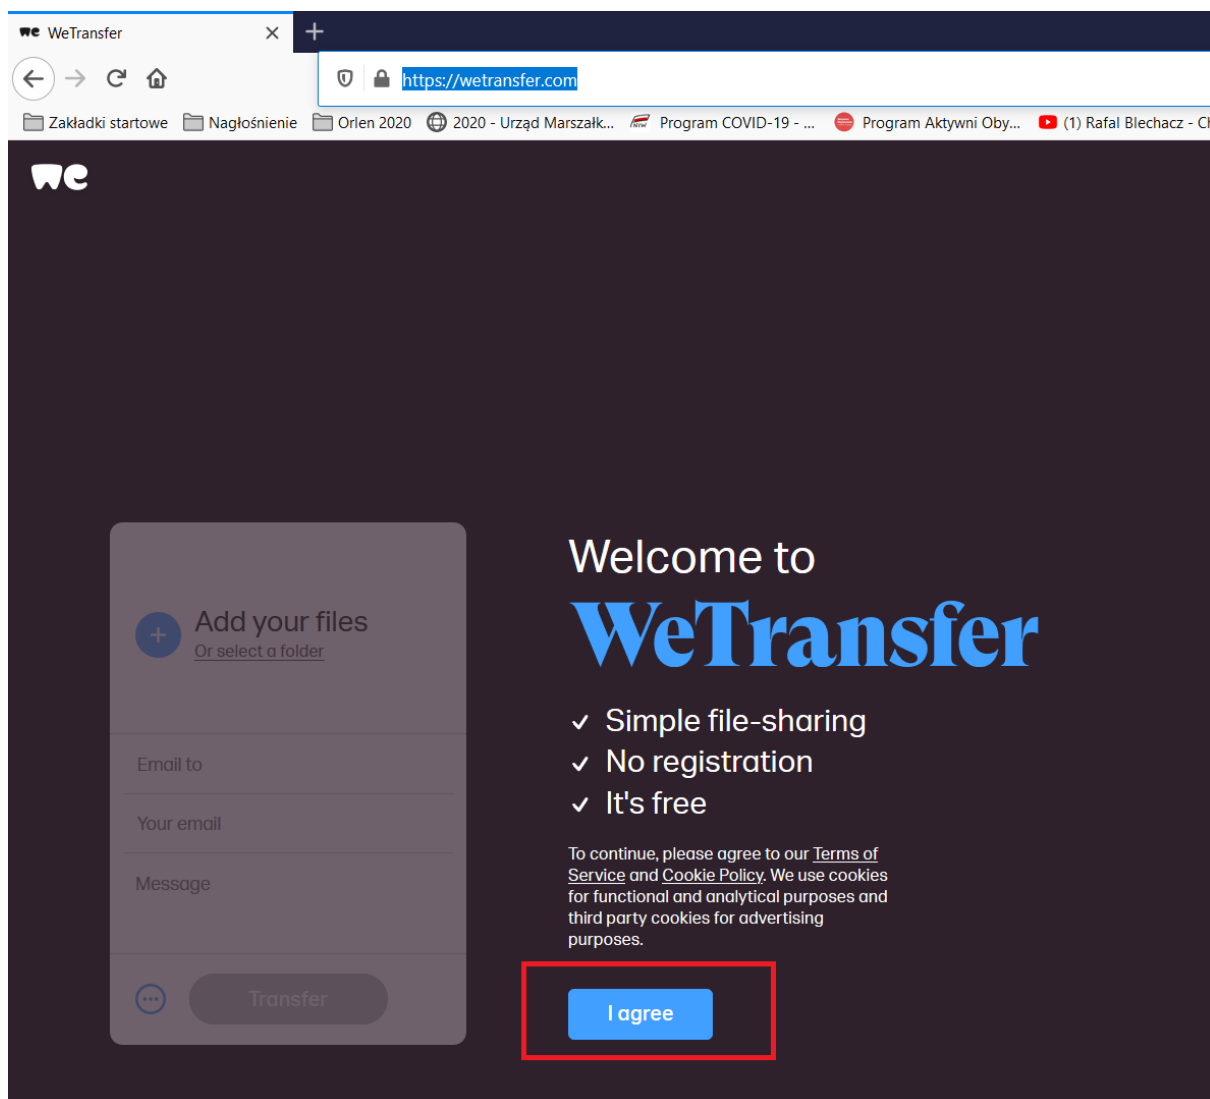 we WeTransfer
https://wetransfer.com
Zakładki startowe Nagłośnienie Orlen 2020 2020 - Urząd Marszałk... Program COVID-19 - ... Program Aktywni Oby... (1) Rafal Blechacz - Ch
we
Welcome to
WeTransfer
Add your files
Or select a folder
Simple file-sharing
No registration
It's free
Email to
Your email
Message
To continue, please agree to our Terms of
Service and Cookie Policy. We use cookies
for functional and analytical purposes and
third party cookies for advertising
purposes.
Transfer
I agree